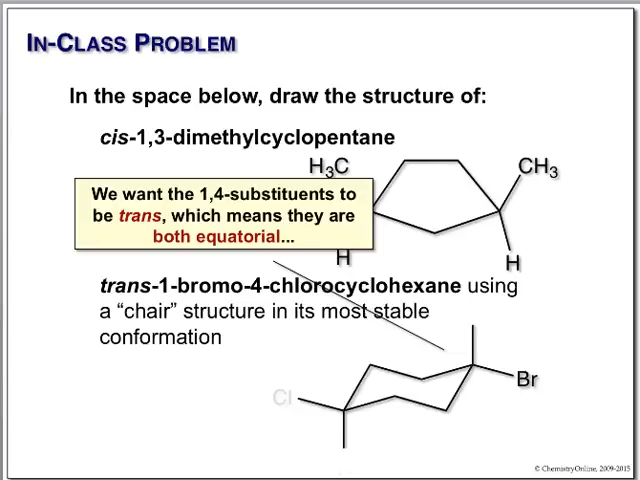 IN-CLASS PROBLEM
In the space below, draw the structure of:
cis-1,3-dimethylcyclopentane
H3C
CH3
We want the 1,4-substituents to
be trans, which means they are
both equatorial...
H
H
trans-1-bromo-4-chlorocyclohexane using
a “chair” structure in its most stable
conformation
Br
Cl
© ChemistryOnline, 2009-2015